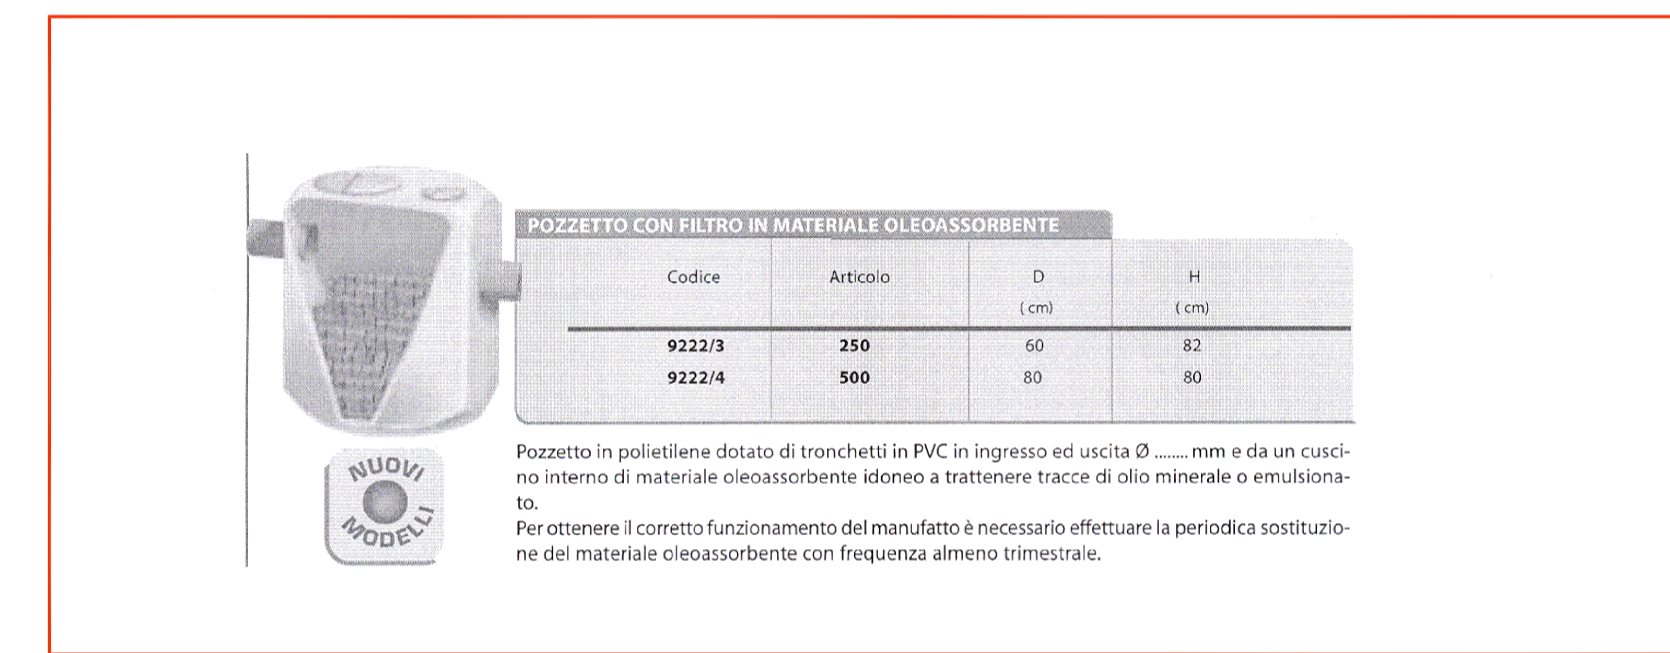 POZZETTO CON FILTRO IN MATERIALE OLEOASSORBENTE
Codice Articolo D H
(cm) (cm)
9222/3 250 60 82
9222/4 500 80 80
Pozzetto in polietilene dotato di tronchetti in PVC in ingresso ed uscita Ø ........ mm e da un cusci-
no interno di materiale oleoassorbente idoneo a trattenere tracce di olio minerale o emulsiona-
to.
Per ottenere il corretto funzionamento del manufatto è necessario effettuare la periodica sostituzio-
ne del materiale oleoassorbente con frequenza almeno trimestrale.
NUOVI
MODELLI